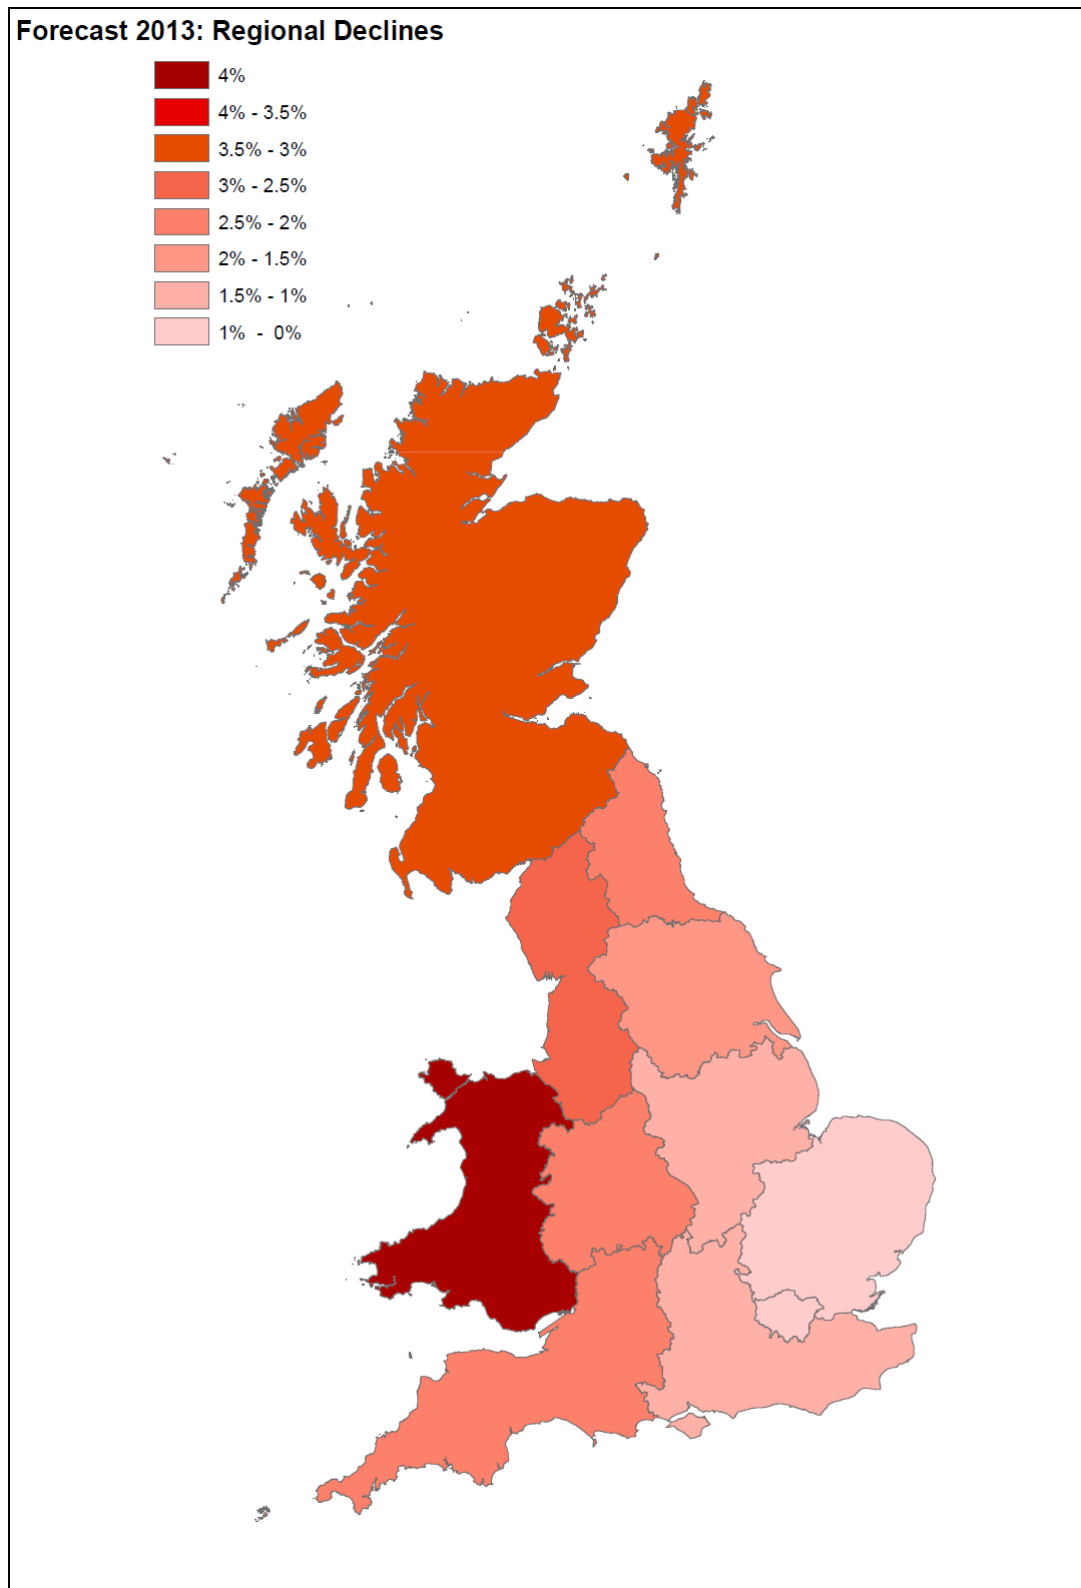 Forecast 2013: Regional Declines
4%
4% - 3.5%
3.5% - 3%
3% - 2.5%
2.5% - 2%
2% - 1.5%
1.5% - 1%
1% - 0%